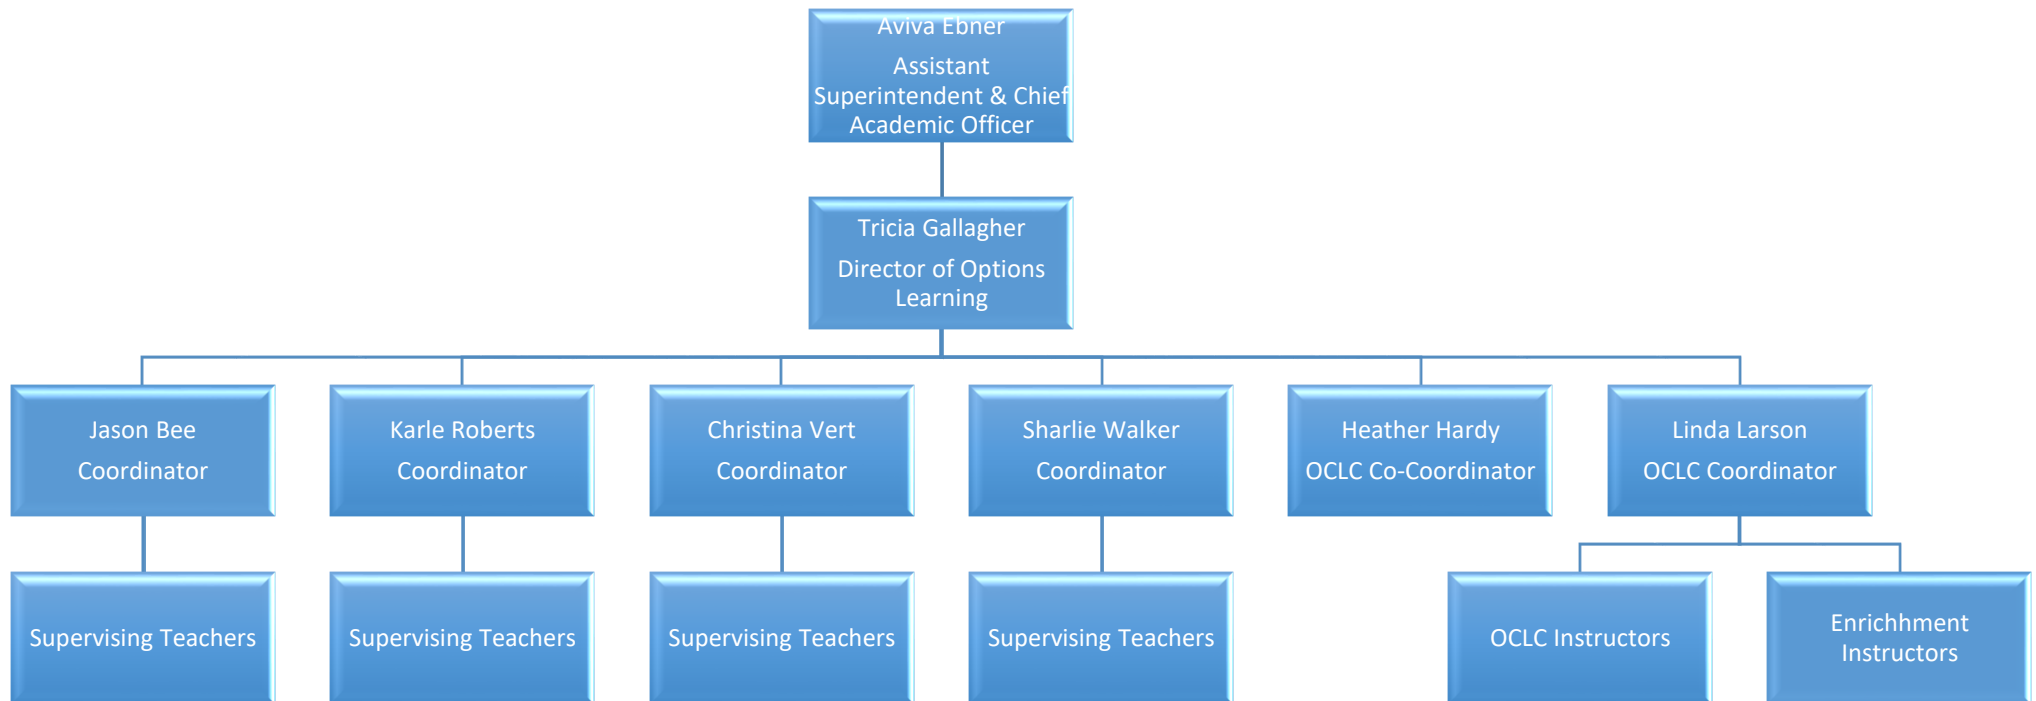 Aviva Ebner
Assistant
Superintendent & Chief
Academic Officer
Tricia Gallagher
Director of Options
Learning
Jason Bee
Coordinator
Karle Roberts
Coordinator
Christina Vert
Coordinator
Sharlie Walker
Coordinator
Heather Hardy
OCLC Co-Coordinator
Linda Larson
OCLC Coordinator
Supervising Teachers
Supervising Teachers
Supervising Teachers
Supervising Teachers
OCLC Instructors
Enrichhment
Instructors